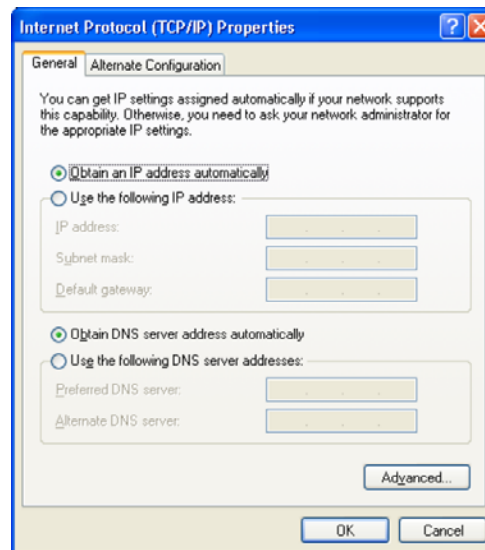 Internet Protocol (TCP/IP) Properties
General
Alternate Configuration
You can get IP settings assigned automatically if your network supports
this capability. Otherwise, you need to ask your network administrator for
the appropriate IP settings.
Obtain an IP address automatically
Use the following IP address:
IP address:
Subnet mask:
Default gateway:
Obtain DNS server address automatically
Use the following DNS server addresses:
Preferred DNS server:
Alternate DNS server:
Advanced...
OK
Cancel